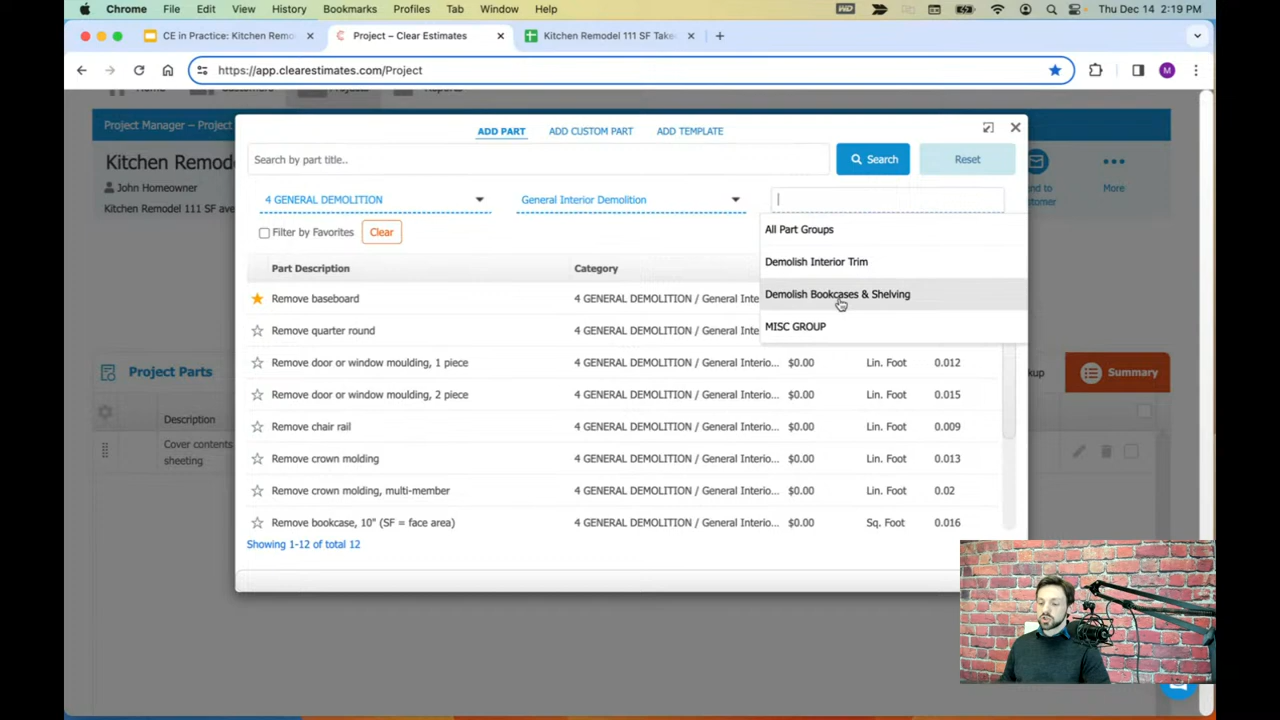 Chrome File Edit View History Bookmarks Profiles Tab Window Help Thu Dec 14 2:19 PM
CE in Practice: Kitchen Remo Project – Clear Estimates Kitchen Remodel 111 SF Take
https://app.clearestimates.com/Project M
Project Manager – Project
Kitchen Remode
John Homeowner
Kitchen Remodel 111 SF ave
nd to
stomer
More
ADD PART ADD CUSTOM PART ADD TEMPLATE
Search by part title.. Search Reset
4 GENERAL DEMOLITION General Interior Demolition
Filter by Favorites Clear
All Part Groups
Demolish Interior Trim
Demolish Bookcases & Shelving
MISC GROUP
Part Description Category
Remove baseboard 4 GENERAL DEMOLITION / General Inte
Remove quarter round 4 GENERAL DEMOLITION / General Inte
Remove door or window moulding, 1 piece 4 GENERAL DEMOLITION / General Interio... $0.00 Lin. Foot 0.012
Remove door or window moulding, 2 piece 4 GENERAL DEMOLITION / General Interio... $0.00 Lin. Foot 0.015
Remove chair rail 4 GENERAL DEMOLITION / General Interio... $0.00 Lin. Foot 0.009
Remove crown molding 4 GENERAL DEMOLITION / General Interio... $0.00 Lin. Foot 0.013
Remove crown molding, multi-member 4 GENERAL DEMOLITION / General Interio... $0.00 Lin. Foot 0.02
Remove bookcase, 10" (SF = face area) 4 GENERAL DEMOLITION / General Interio... $0.00 Sq. Foot 0.016
Showing 1-12 of total 12
Project Parts
kup
Summary
Description
Cover contents
sheeting